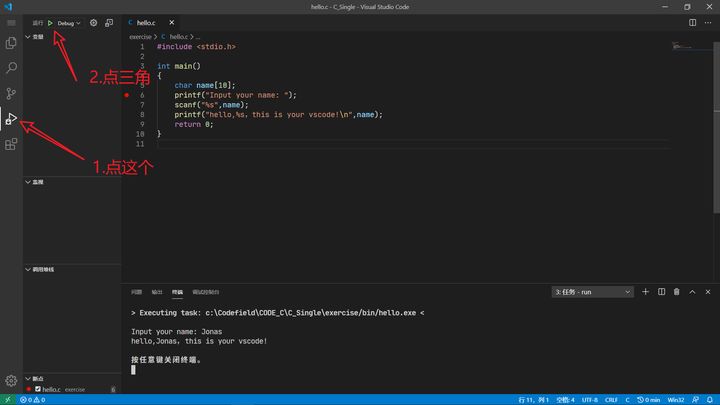 hello.c - C_Single - Visual Studio Code
运行 Debug
hello.c
变量
exercise > hello.c > ...
1 #include <stdio.h>
2
3 int main()
4 {
5 char name[10];
6 printf("Input your name: ");
7 scanf("%s",name);
8 printf("hello,%s, this is your vscode!\n",name);
9 return 0;
10 }
11
2.点三角
1.点这个
监视
调用堆栈
问题 输出 终端 调试控制台
3: 任务 - run
> Executing task: c:\Codefield\CODE_C\C_Single\exercise/bin/hello.exe <
Input your name: Jonas
hello,Jonas, this is your vscode!
按任意键关闭终端。
断点
hello.c exercise 6
0 0
行 11, 列 1 空格: 4 UTF-8 CRLF C 0 min Win32